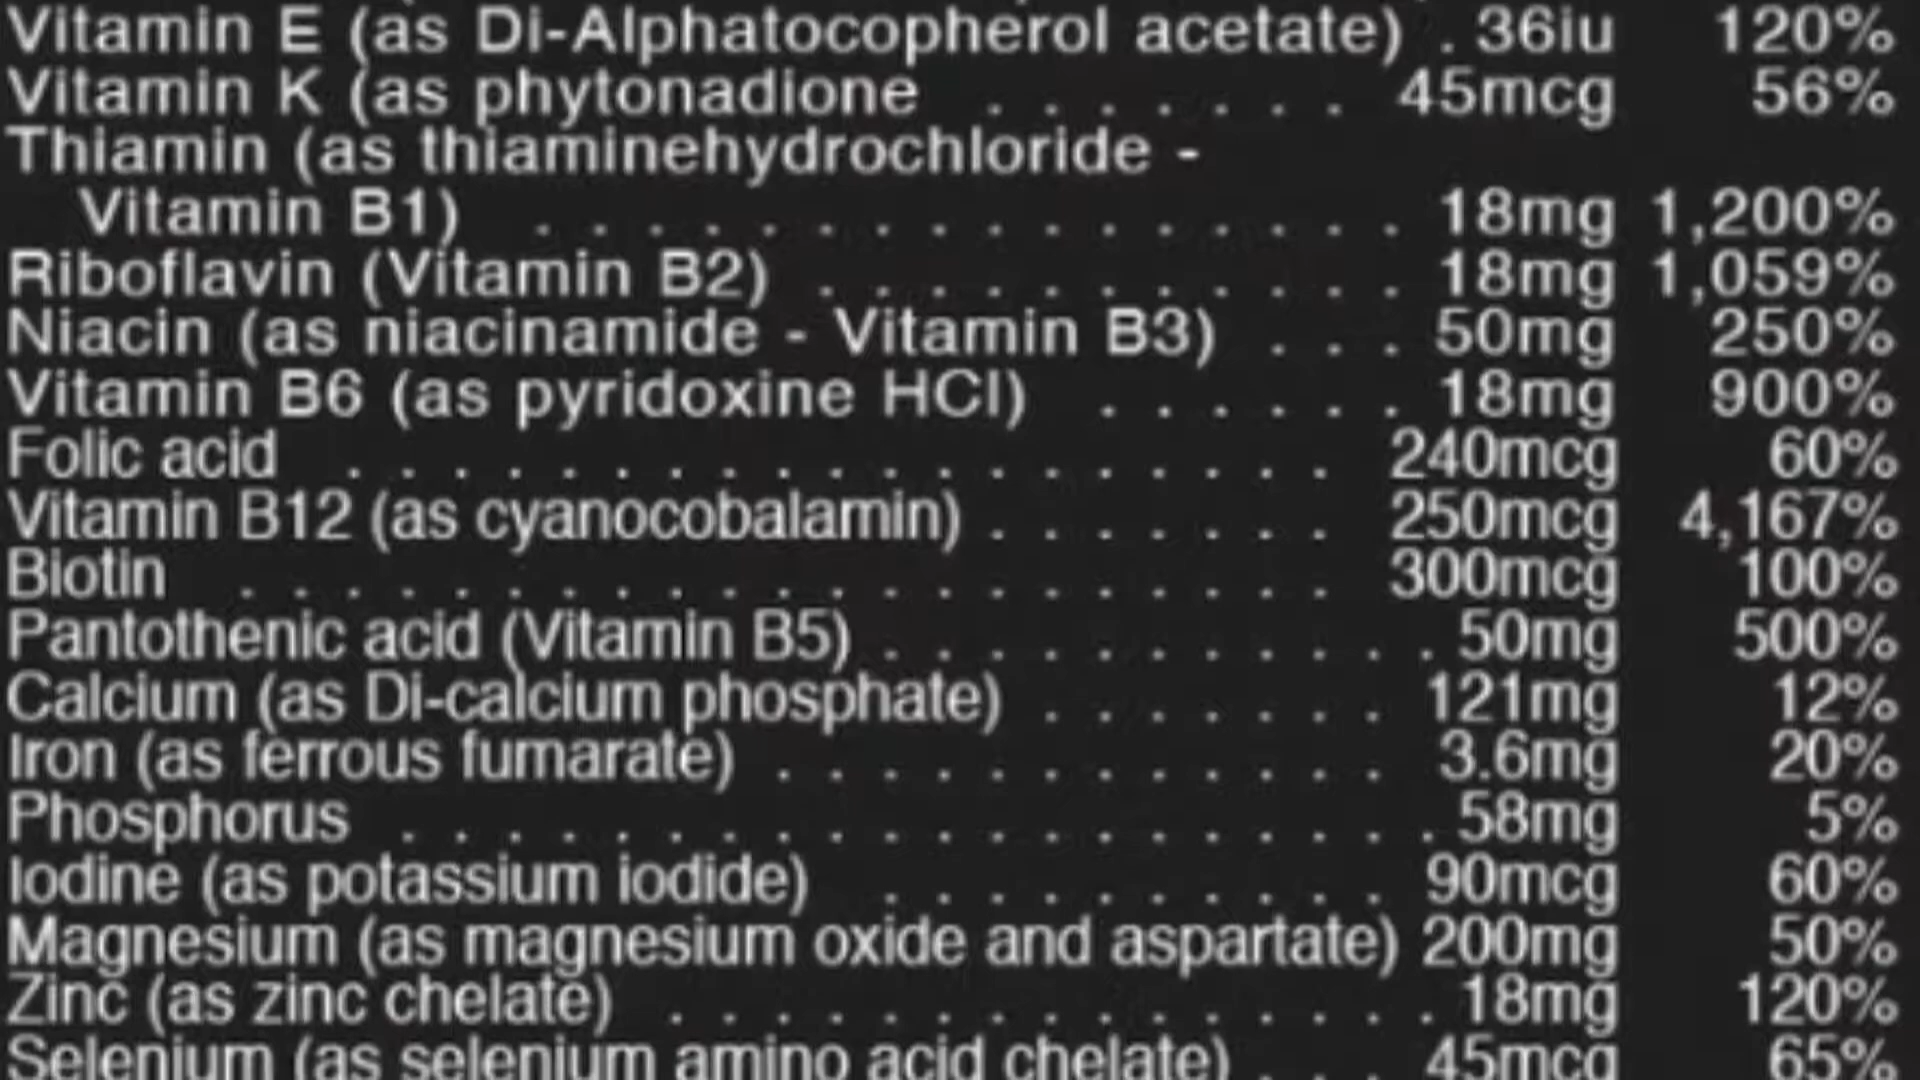 Vitamin E (as Di-Alphatocopherol acetate) . 36iu 120%
Vitamin K (as phytonadione . . . . . . . 45mcg 56%
Thiamin (as thiaminehydrochloride -
Vitamin B1) . . . . . . . . . . . . . . . . 18mg 1,200%
Riboflavin (Vitamin B2) . . . . . . . . . . . 18mg 1,059%
Niacin (as niacinamide - Vitamin B3) . . . 50mg 250%
Vitamin B6 (as pyridoxine HCl) . . . . . . 18mg 900%
Folic acid . . . . . . . . . . . . . . . . . . . 240mcg 60%
Vitamin B12 (as cyanocobalamin) . . . . . . . 250mcg 4,167%
Biotin . . . . . . . . . . . . . . . . . . . . . 300mcg 100%
Pantothenic acid (Vitamin B5) . . . . . . . . . . . 50mg 500%
Calcium (as Di-calcium phosphate) . . . . . . . 121mg 12%
Iron (as ferrous fumarate) . . . . . . . . . . . . 3.6mg 20%
Phosphorus . . . . . . . . . . . . . . . . . . . . 58mg 5%
Iodine (as potassium iodide) . . . . . . . . . . 90mcg 60%
Magnesium (as magnesium oxide and aspartate) 200mg 50%
Zinc (as zinc chelate) . . . . . . . . . . . . . . . 18mg 120%
Selenium (as selenium amino acid chelate) . . . 45mcg 65%